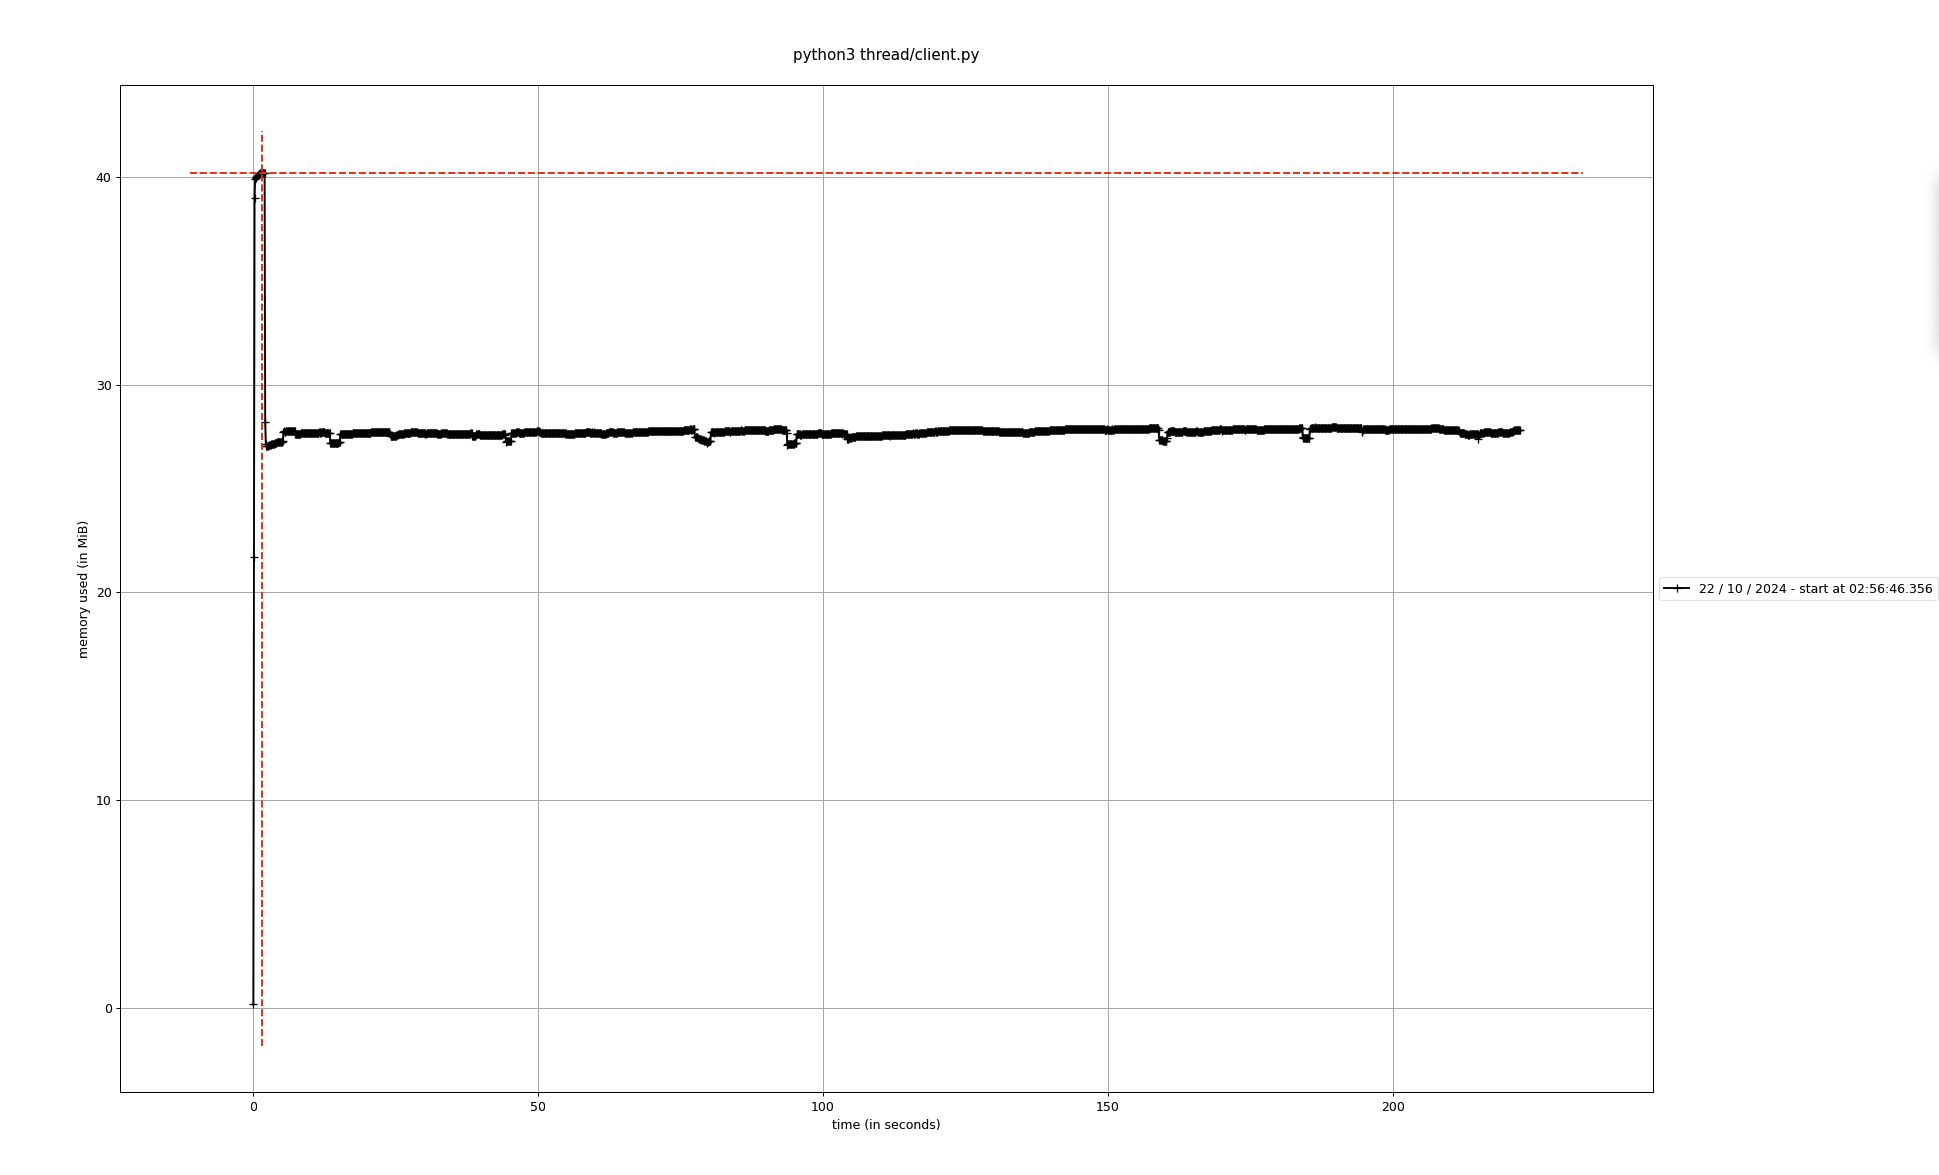 python3 thread/client.py
40
30
20
10
0
memory used (in MiB)
0
50
100
150
200
time (in seconds)
22 / 10 / 2024 - start at 02:56:46.356